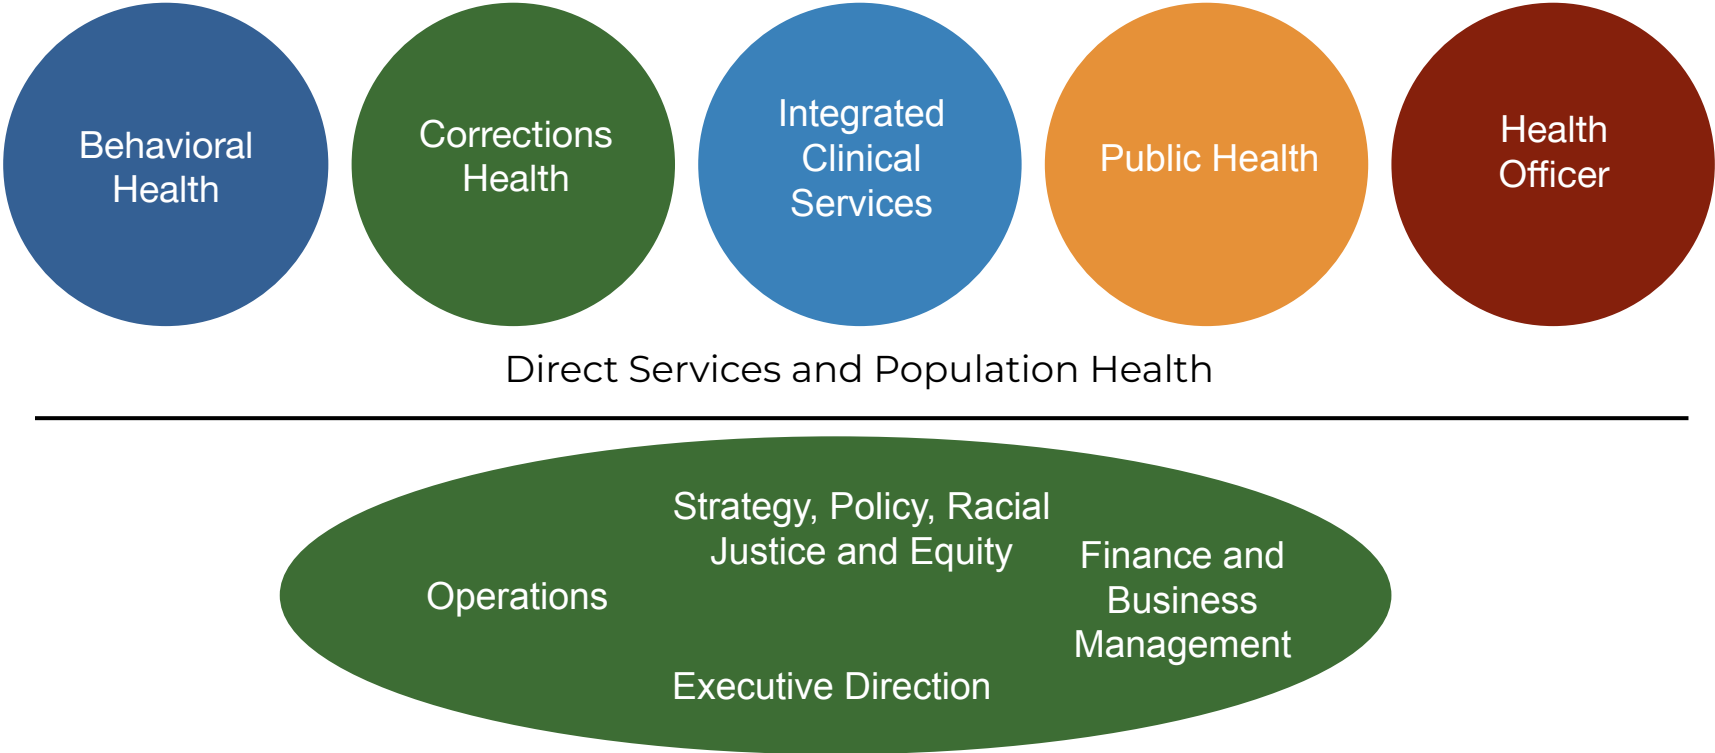 Behavioral
Health
Corrections
Health
Integrated
Clinical
Services
Public Health
Health
Officer
Direct Services and Population Health
Strategy, Policy, Racial
Justice and Equity
Operations
Finance and
Business
Management
Executive Direction